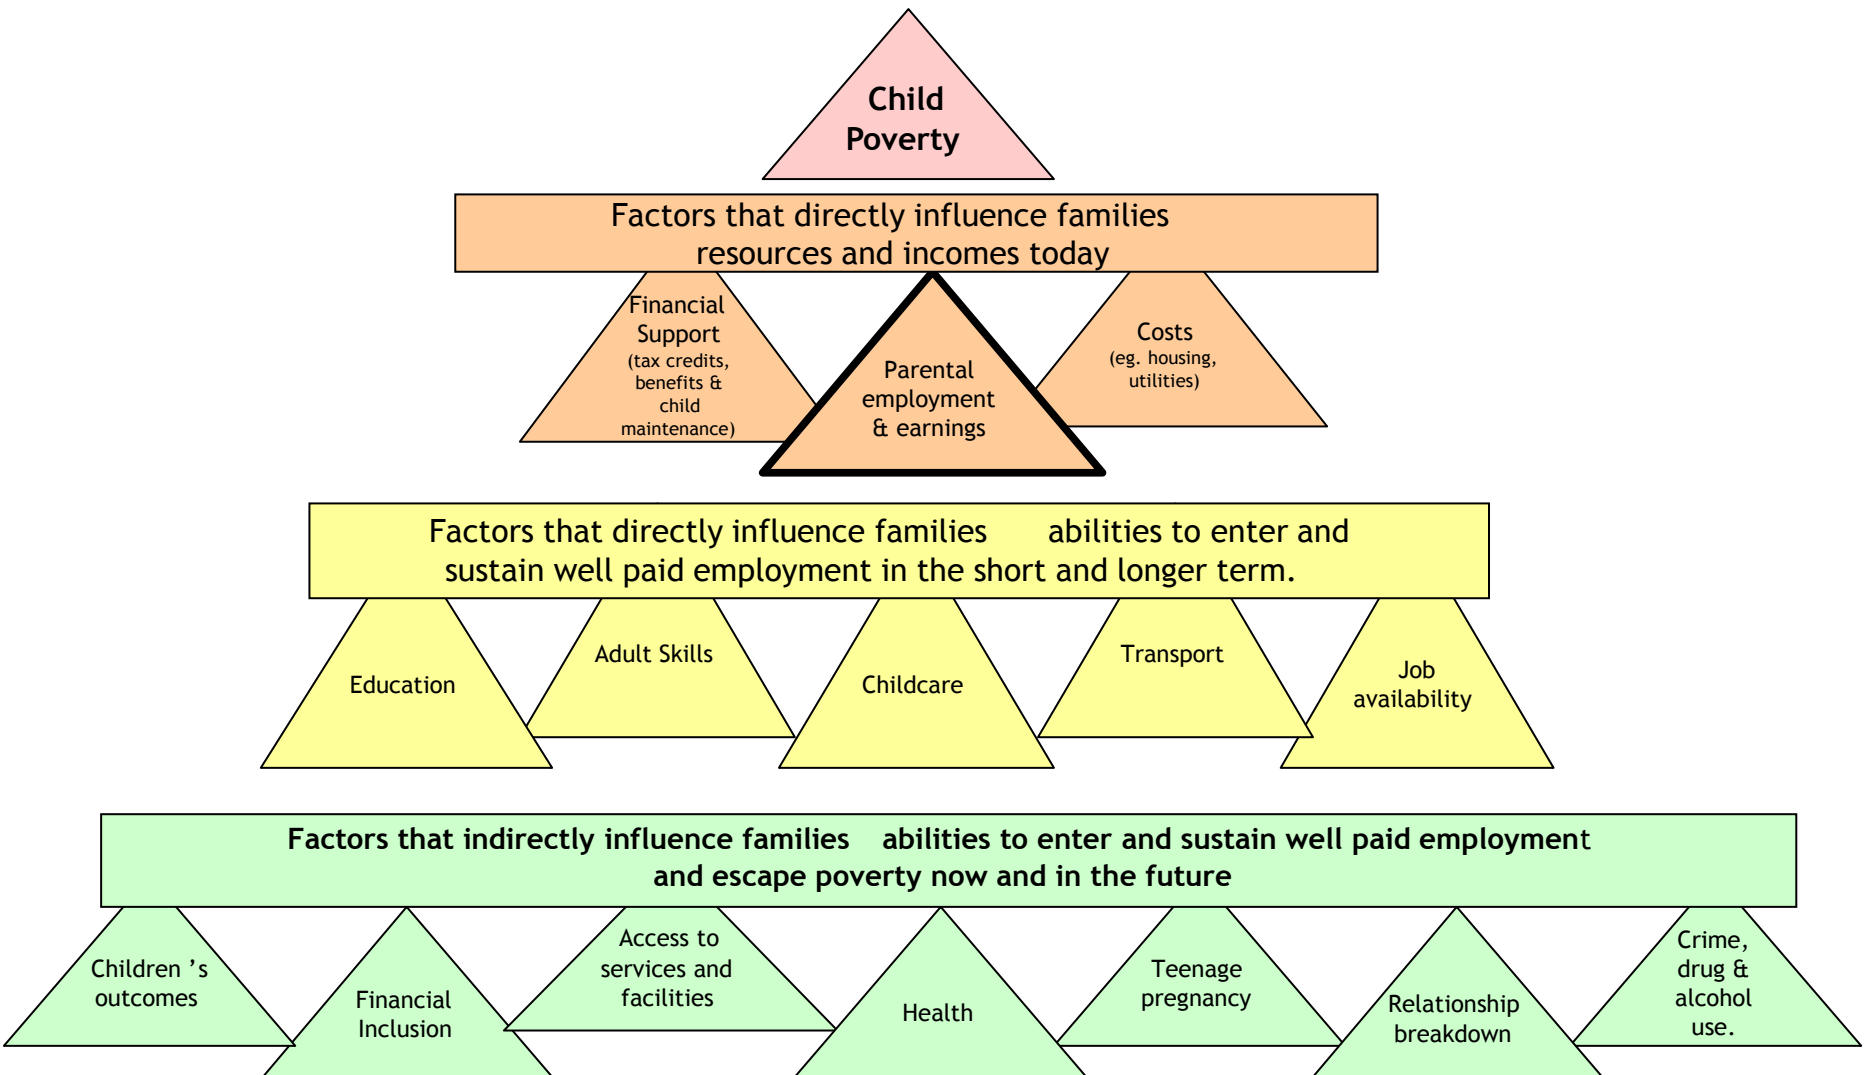 Child
Poverty
Factors that directly influence families
resources and incomes today
Financial
Support
(tax credits,
benefits &
child
maintenance)
Parental
employment
& earnings
Costs
(eg. housing,
utilities)
Factors that directly influence families abilities to enter and
sustain well paid employment in the short and longer term.
Education
Adult Skills
Childcare
Transport
Job
availability
Factors that indirectly influence families abilities to enter and sustain well paid employment
and escape poverty now and in the future
Children ’s
outcomes
Financial
Inclusion
Access to
services and
facilities
Health
Teenage
pregnancy
Relationship
breakdown
Crime,
drug &
alcohol
use.